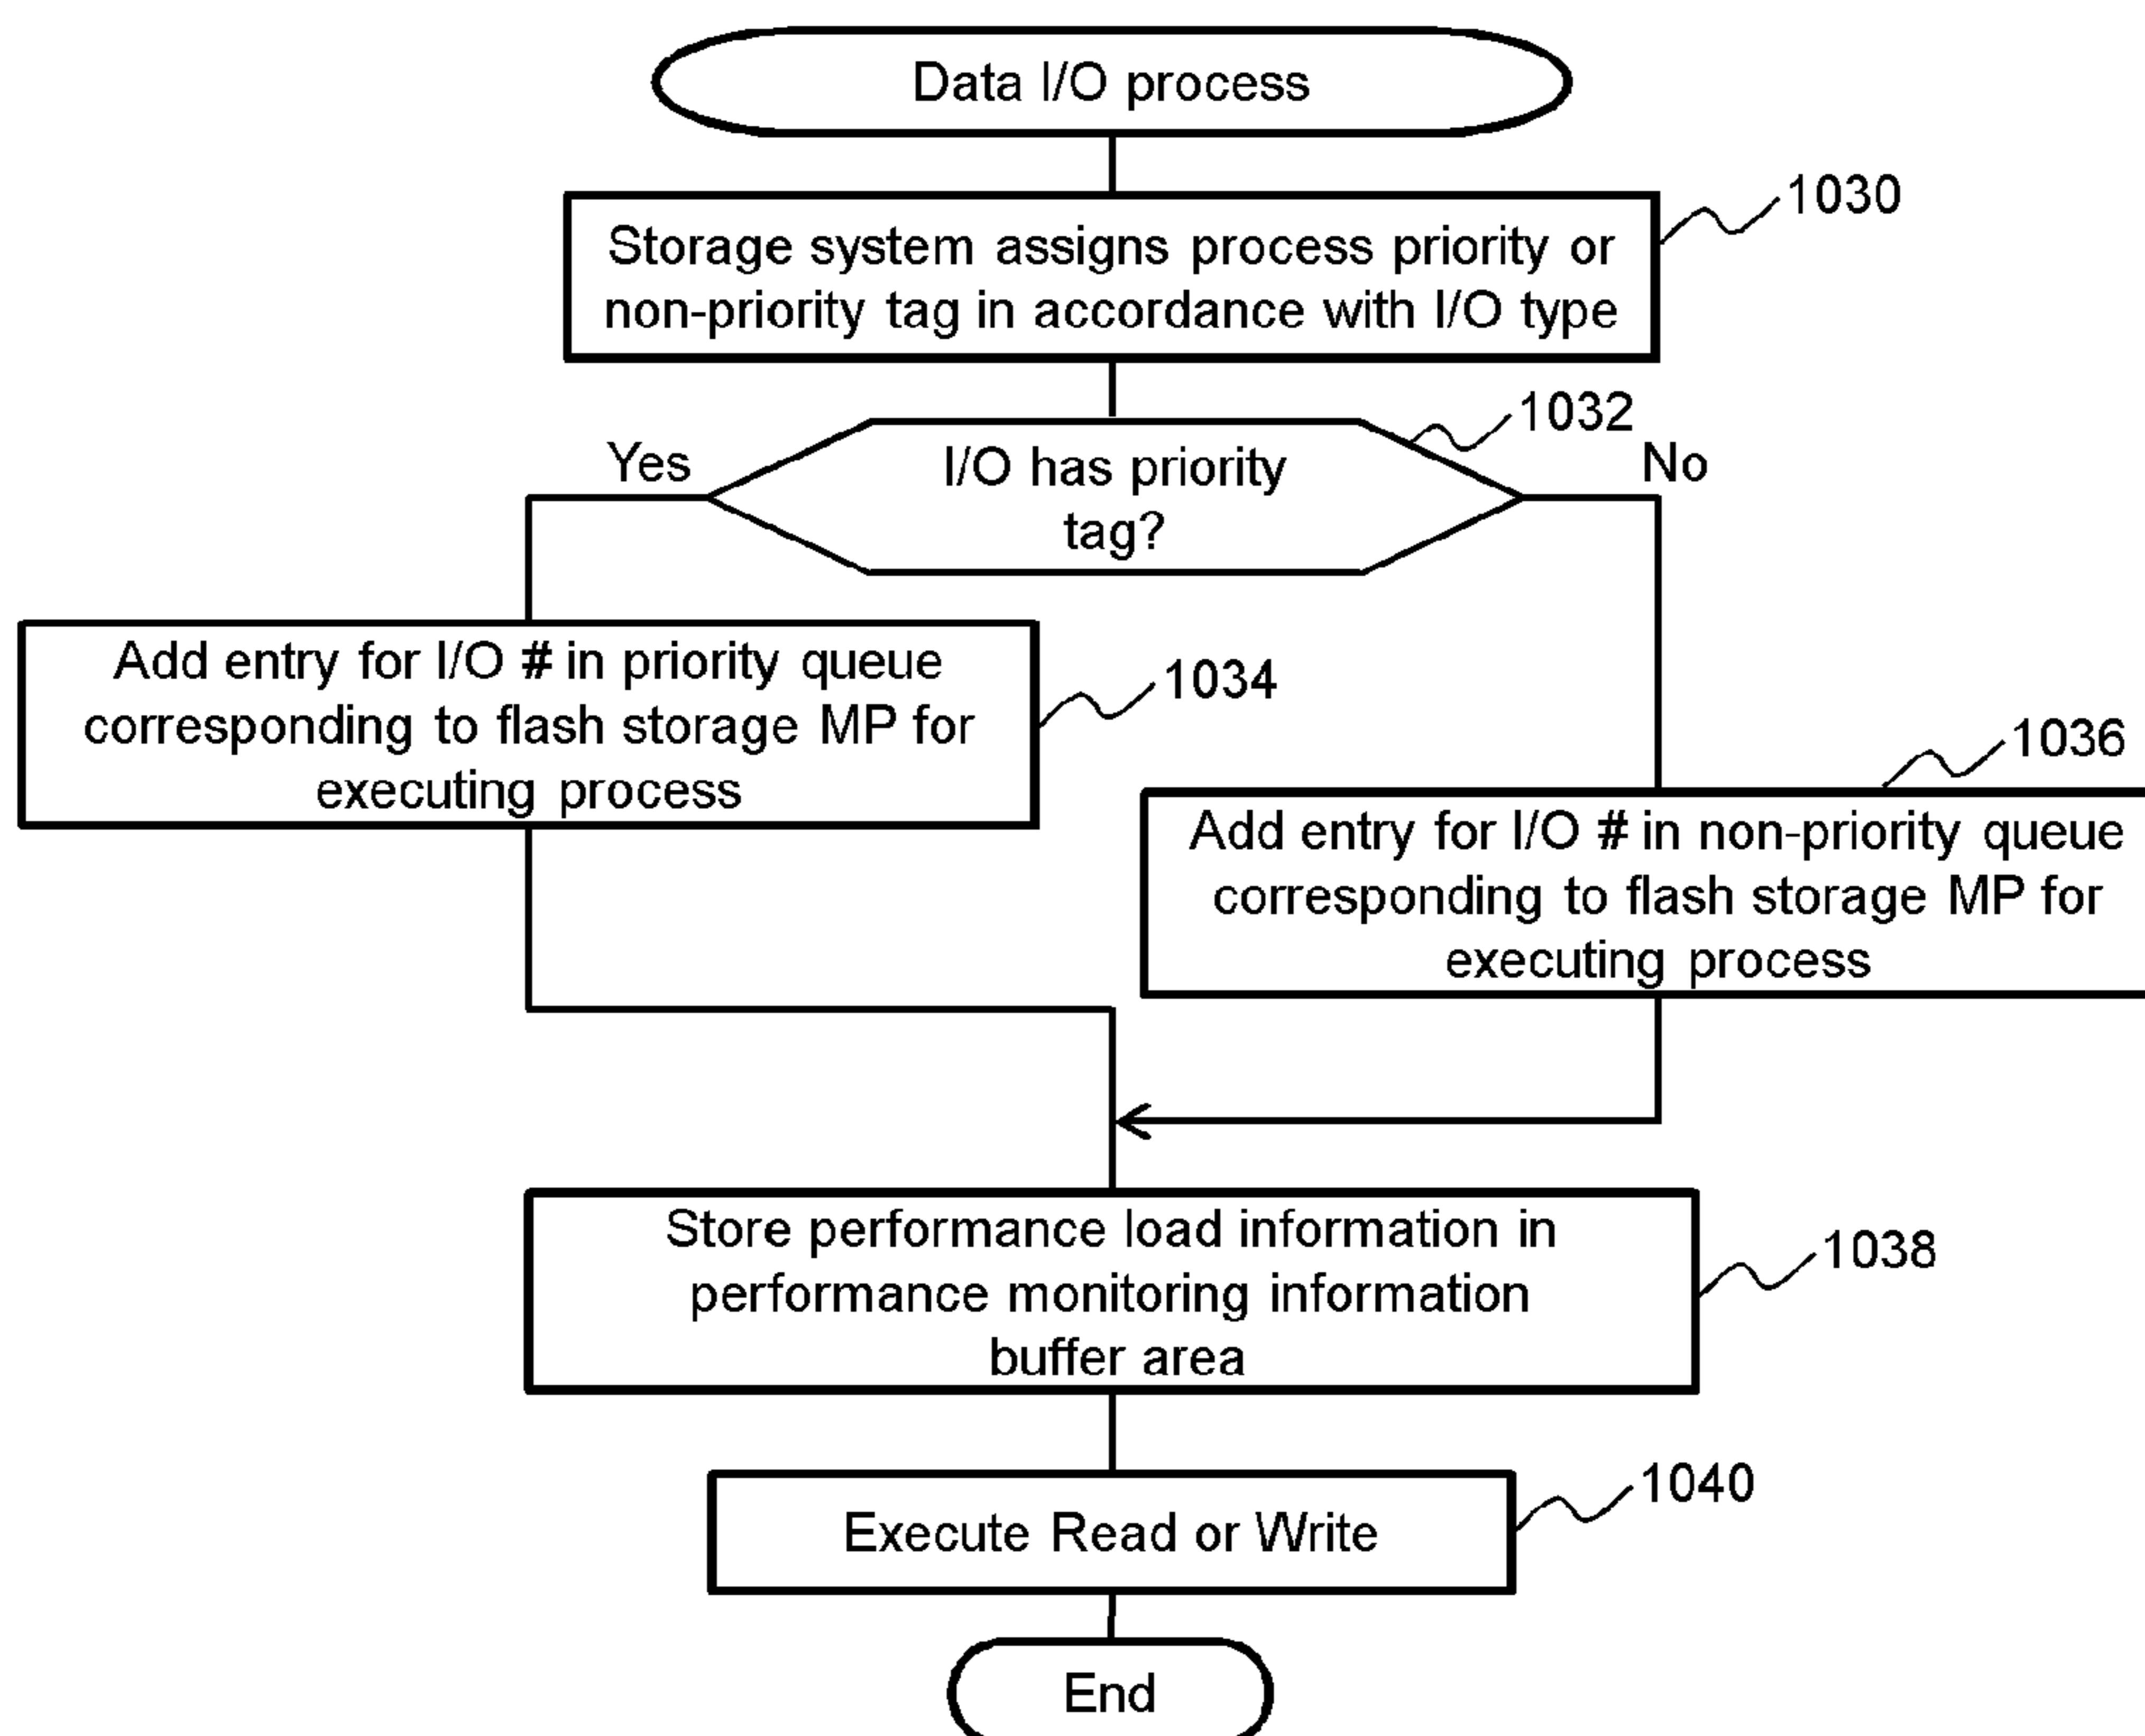 Data I/O process
1030
Storage system assigns process priority or
non-priority tag in accordance with I/O type
1032
Yes
I/O has priority
tag?
No
Add entry for I/O # in priority queue
corresponding to flash storage MP for
executing process
1034
1036
Add entry for I/O # in non-priority queue
corresponding to flash storage MP for
executing process
Store performance load information in
performance monitoring information
buffer area
1038
1040
Execute Read or Write
End